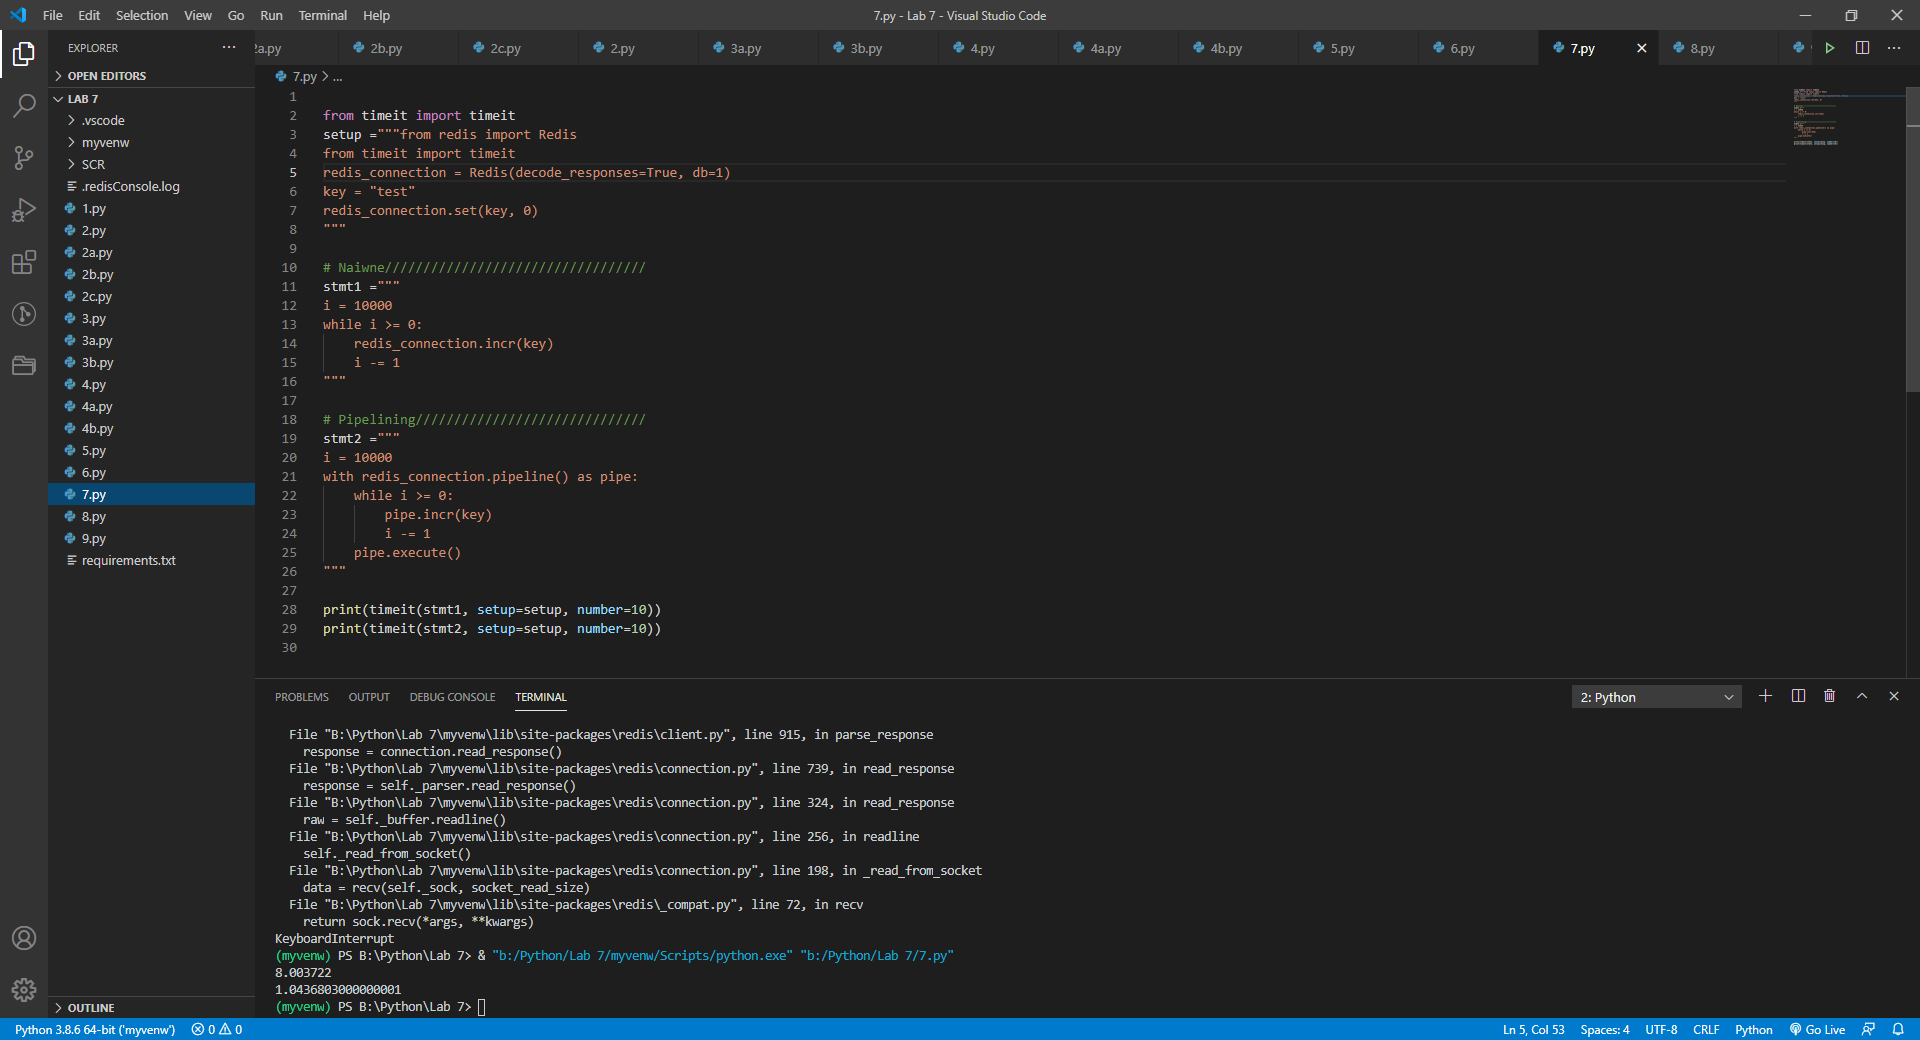 File Edit Selection View Go Run Terminal Help
7.py - Lab 7 - Visual Studio Code
EXPLORER
2a.py 2b.py 2c.py 2.py 3a.py 3b.py 4.py 4a.py 4b.py 5.py 6.py 7.py 8.py
OPEN EDITORS
LAB 7
.vscode
myvenw
SCR
.redisConsole.log
1.py
2.py
2a.py
2b.py
2c.py
3.py
3a.py
3b.py
4.py
4a.py
4b.py
5.py
6.py
7.py
8.py
9.py
requirements.txt
OUTLINE
7.py > ...
1
2 from timeit import timeit
3 setup ="""from redis import Redis
4 from timeit import timeit
5 redis_connection = Redis(decode_responses=True, db=1)
6 key = "test"
7 redis_connection.set(key, 0)
8 """
9
10 # Naiwne//////////////////////////////////
11 stmt1 ="""
12 i = 10000
13 while i >= 0:
14     redis_connection.incr(key)
15     i -= 1
16 """
17
18 # Pipelining//////////////////////////////
19 stmt2 ="""
20 i = 10000
21 with redis_connection.pipeline() as pipe:
22     while i >= 0:
23         pipe.incr(key)
24         i -= 1
25     pipe.execute()
26 """
27
28 print(timeit(stmt1, setup=setup, number=10))
29 print(timeit(stmt2, setup=setup, number=10))
30
PROBLEMS OUTPUT DEBUG CONSOLE TERMINAL
2: Python
File "B:\Python\Lab 7\myvenw\lib\site-packages\redis\client.py", line 915, in parse_response
response = connection.read_response()
File "B:\Python\Lab 7\myvenw\lib\site-packages\redis\connection.py", line 739, in read_response
response = self._parser.read_response()
File "B:\Python\Lab 7\myvenw\lib\site-packages\redis\connection.py", line 324, in read_response
raw = self._buffer.readline()
File "B:\Python\Lab 7\myvenw\lib\site-packages\redis\connection.py", line 256, in readline
self._read_from_socket()
File "B:\Python\Lab 7\myvenw\lib\site-packages\redis\connection.py", line 198, in _read_from_socket
data = recv(self._sock, socket_read_size)
File "B:\Python\Lab 7\myvenw\lib\site-packages\redis\_compat.py", line 72, in recv
return sock.recv(*args, **kwargs)
KeyboardInterrupt
(myvenw) PS B:\Python\Lab 7> & "b:/Python/Lab 7/myvenw/Scripts/python.exe" "b:/Python/Lab 7/7.py"
8.003722
1.0436803000000001
(myvenw) PS B:\Python\Lab 7>
Python 3.8.6 64-bit ('myvenw') 0 0 Ln 5, Col 53 Spaces: 4 UTF-8 CRLF Python Go Live